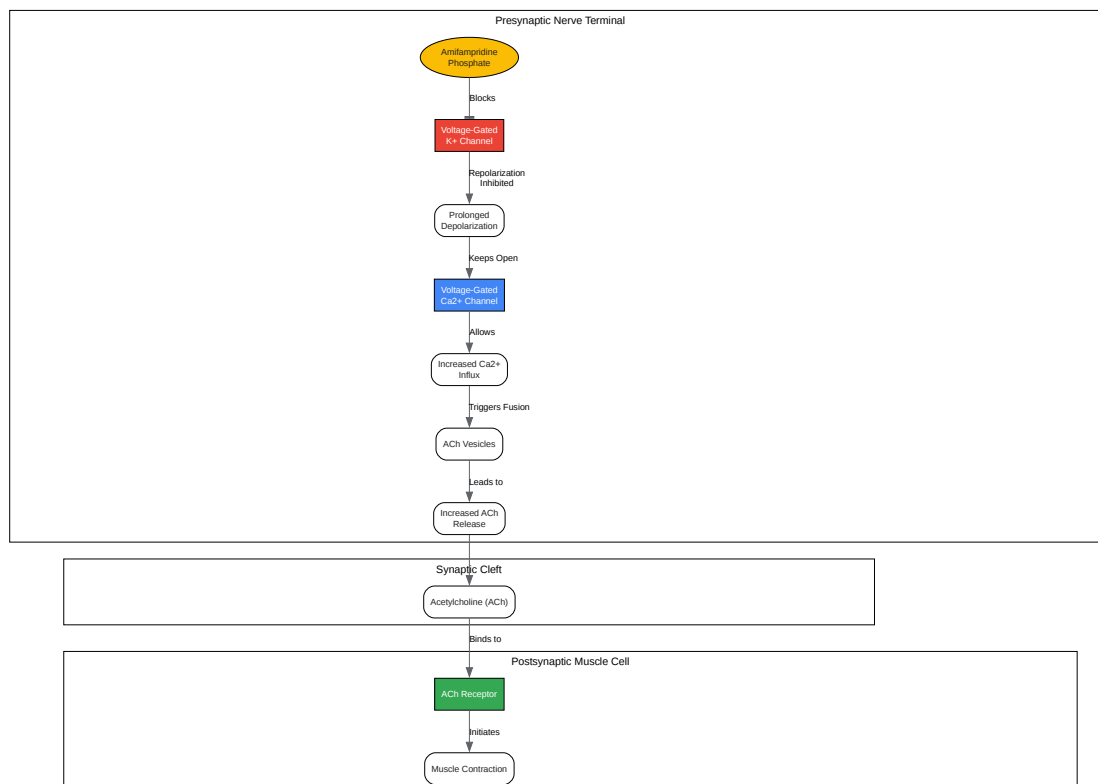 Presynaptic Nerve Terminal
Amifampridine
Phosphate
Blocks
Voltage-Gated
K+ Channel
Repolarization
Inhibited
Prolonged
Depolarization
Keeps Open
Voltage-Gated
Ca2+ Channel
Allows
Increased Ca2+
Influx
Triggers Fusion
ACh Vesicles
Leads to
Increased ACh
Release
Synaptic Cleft
Acetylcholine (ACh)
Binds to
Postsynaptic Muscle Cell
ACh Receptor
Initiates
Muscle Contraction